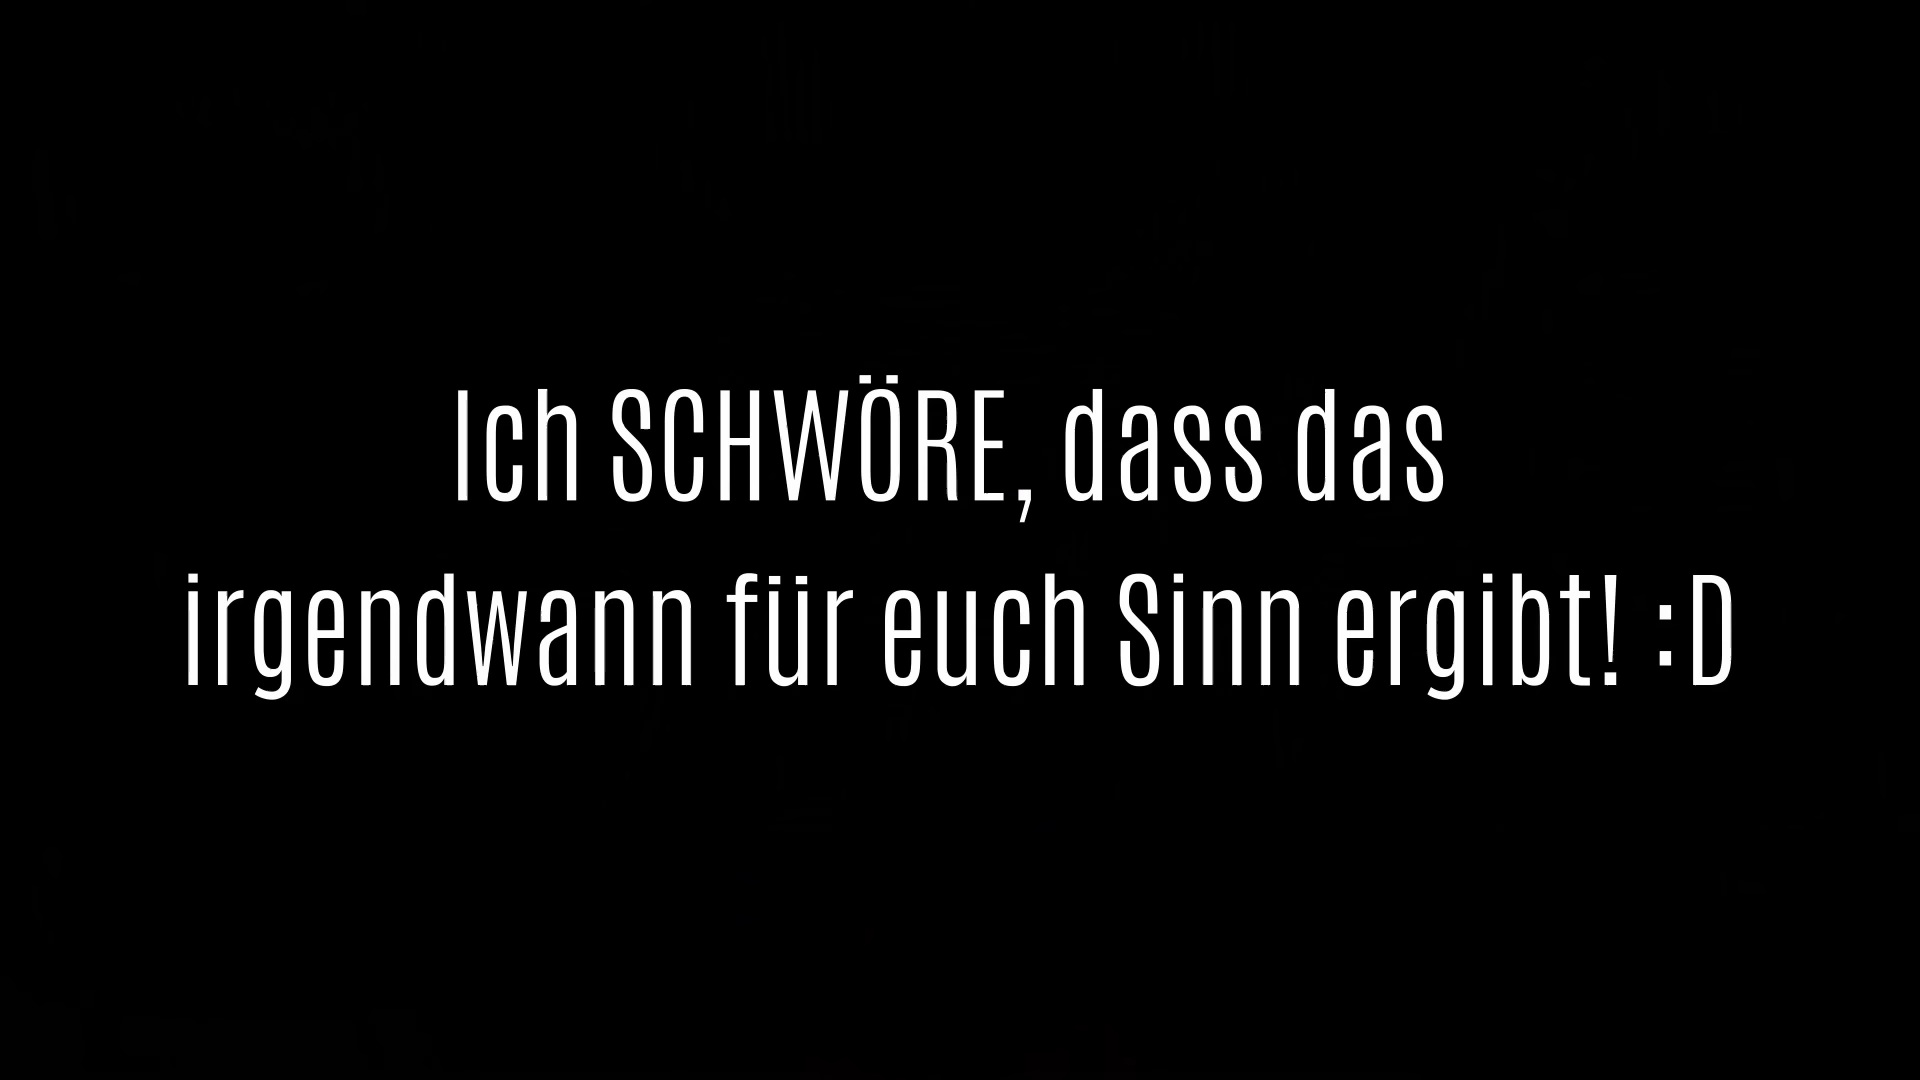 Ich SCHWÖRE, dass das
irgendwann für euch Sinn ergibt! :D